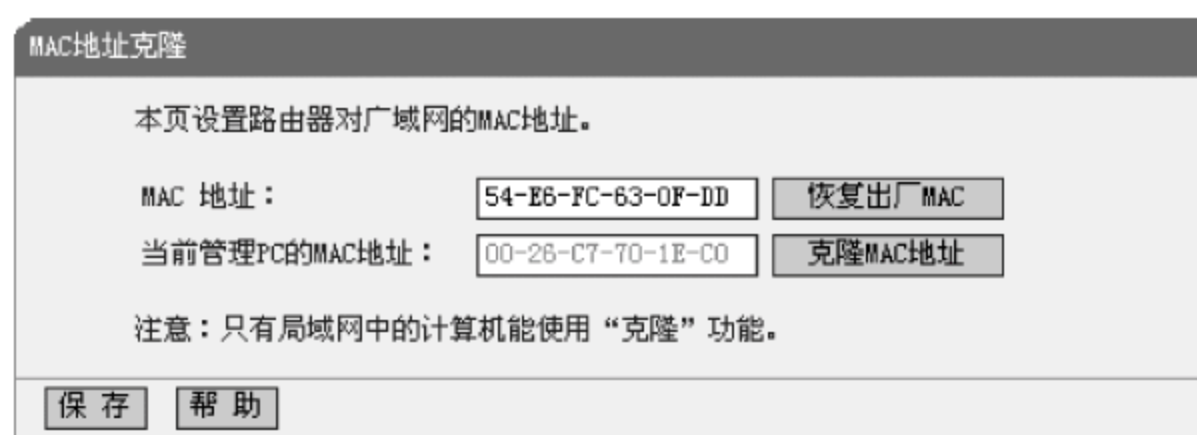 MAC地址克隆
本页设置路由器对广域网的MAC地址。
MAC 地址： 54-E6-FC-63-0F-DD 恢复出厂MAC
当前管理PC的MAC地址： 00-26-C7-70-1E-C0 克隆MAC地址
注意：只有局域网中的计算机能使用“克隆”功能。
保 存 帮 助